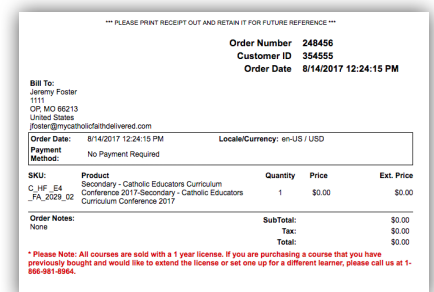 *** PLEASE PRINT RECEIPT OUT AND RETAIN IT FOR FUTURE REFERENCE ***
Order Number 248456
Customer ID 354555
Order Date 8/14/2017 12:24:15 PM
Bill To:
Jeremy Foster
1111
OP, MO 66213
United States
jfoster@mycatholicfaithdelivered.com
Order Date: 8/14/2017 12:24:15 PM Locale/Currency: en-US / USD
Payment Method: No Payment Required
SKU: Product Quantity Price Ext. Price
C_HF_E4
_FA_2029_02
Secondary - Catholic Educators Curriculum
Conference 2017-Secondary - Catholic Educators 1 $0.00 $0.00
Curriculum Conference 2017
Order Notes:
None
SubTotal: $0.00
Tax: $0.00
Total: $0.00
* Please Note: All courses are sold with a 1 year license. If you are purchasing a course that you have
previously bought and would like to extend the license or set one up for a different learner, please call us at 1-
866-981-8964.